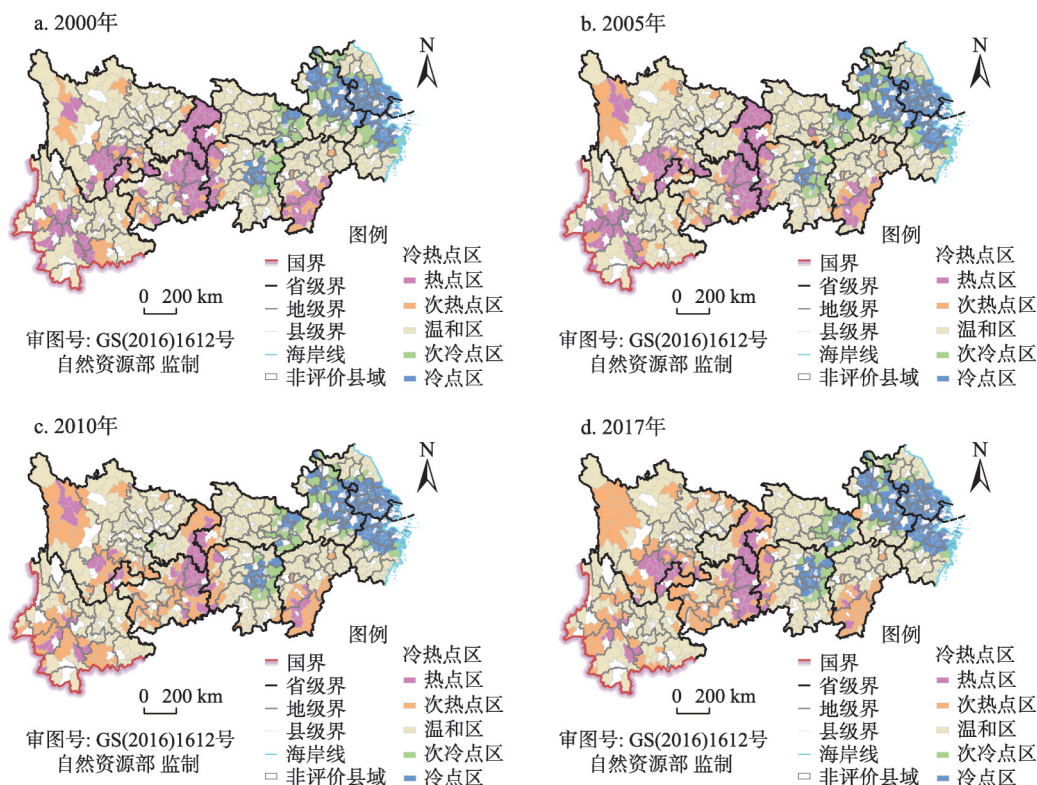 a. 2000年
N
图例
国界
省级界
地级界
县级界
海岸线
非评价县域
冷热点区
热点区
次热点区
温和区
次冷点区
冷点区
0 200 km
审图号: GS(2016)1612号
自然资源部 监制
b. 2005年
N
图例
国界
省级界
地级界
县级界
海岸线
非评价县域
冷热点区
热点区
次热点区
温和区
次冷点区
冷点区
0 200 km
审图号: GS(2016)1612号
自然资源部 监制
c. 2010年
N
图例
国界
省级界
地级界
县级界
海岸线
非评价县域
冷热点区
热点区
次热点区
温和区
次冷点区
冷点区
0 200 km
审图号: GS(2016)1612号
自然资源部 监制
d. 2017年
N
图例
国界
省级界
地级界
县级界
海岸线
非评价县域
冷热点区
热点区
次热点区
温和区
次冷点区
冷点区
0 200 km
审图号: GS(2016)1612号
自然资源部 监制